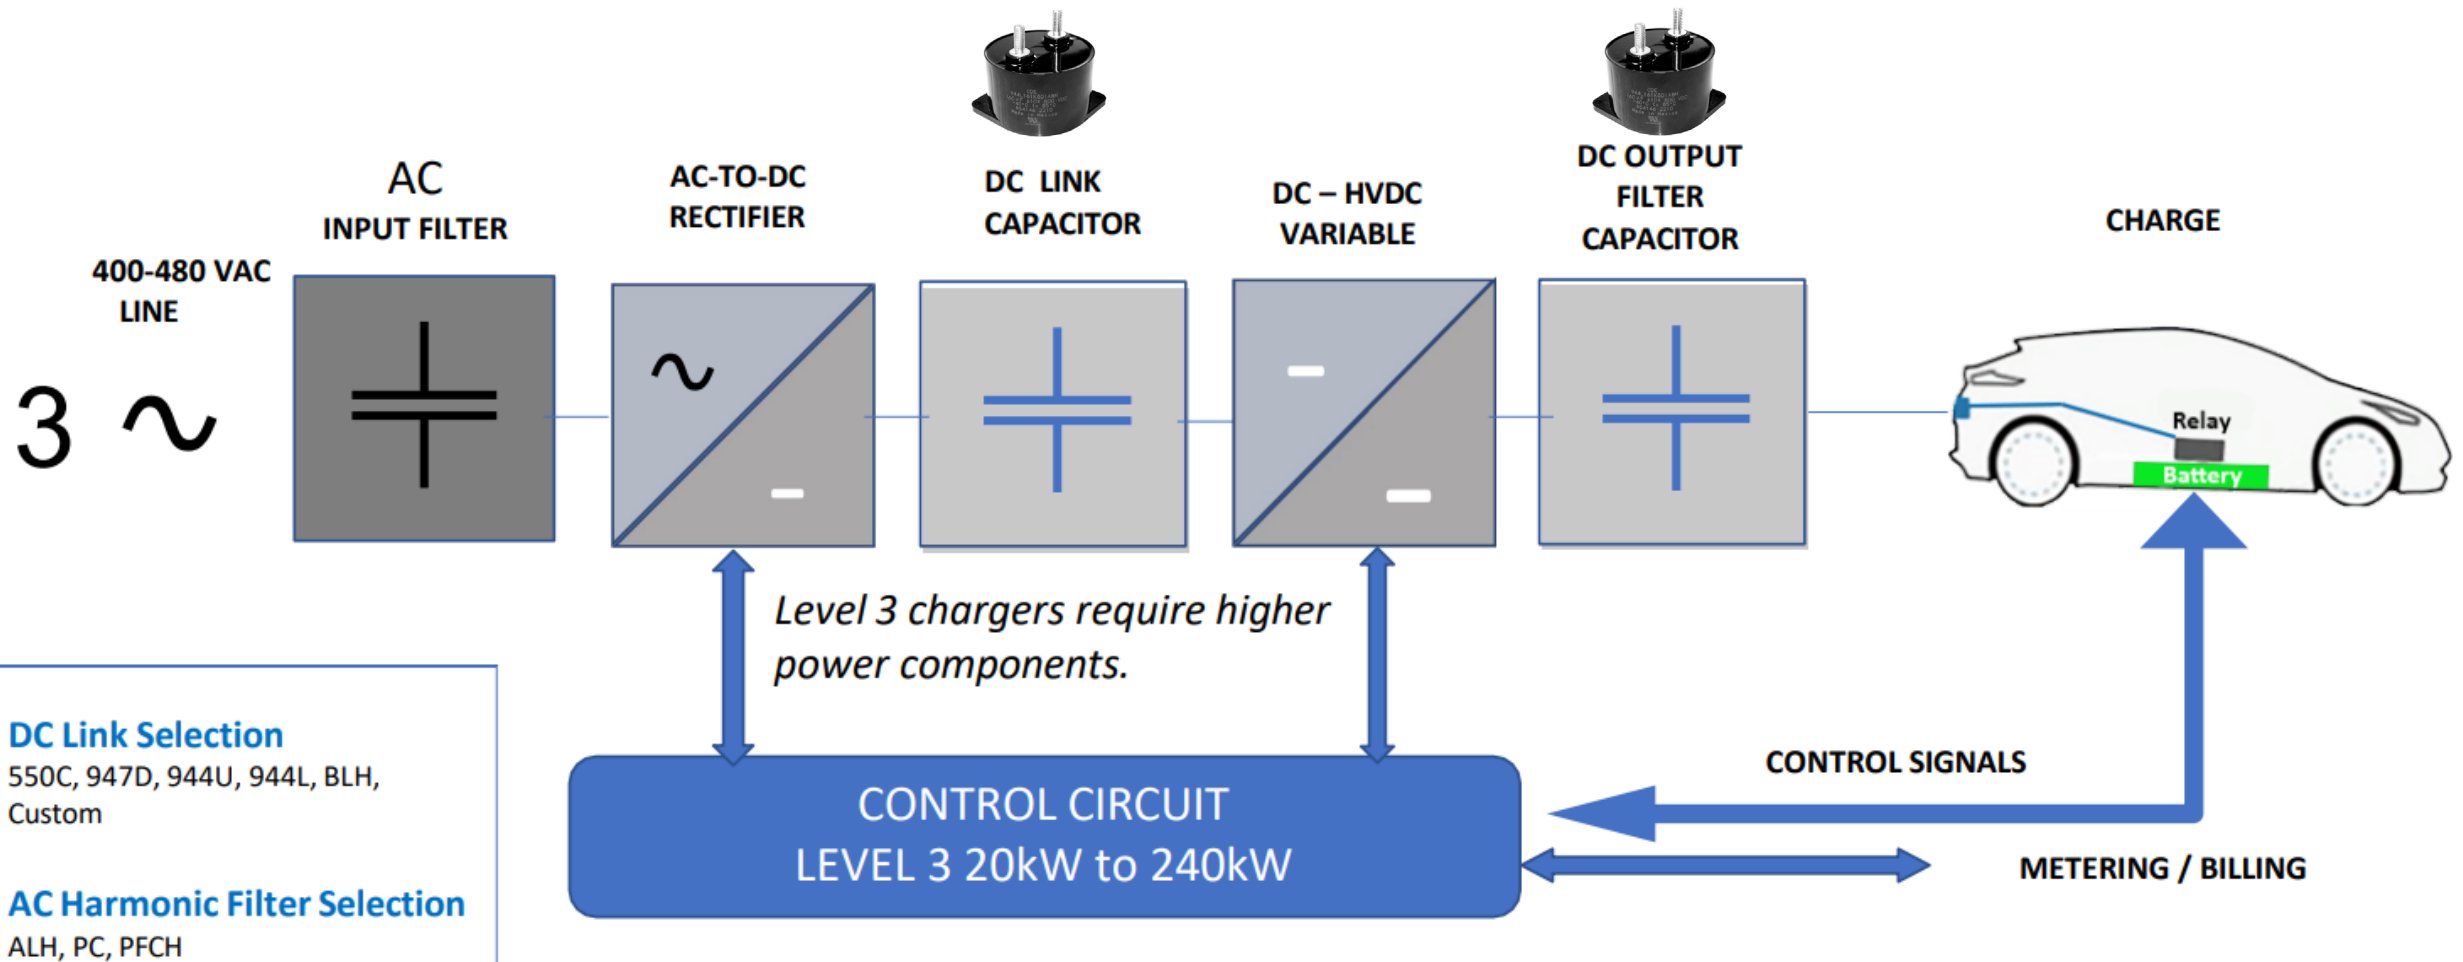 AC
INPUT FILTER
AC-TO-DC
RECTIFIER
DC LINK
CAPACITOR
DC – HVDC
VARIABLE
DC OUTPUT
FILTER
CAPACITOR
CHARGE
400-480 VAC
LINE
3
Relay
Battery
Level 3 chargers require higher
power components.
DC Link Selection
550C, 947D, 944U, 944L, BLH,
Custom
AC Harmonic Filter Selection
ALH, PC, PFCH
CONTROL CIRCUIT
LEVEL 3 20kW to 240kW
CONTROL SIGNALS
METERING / BILLING